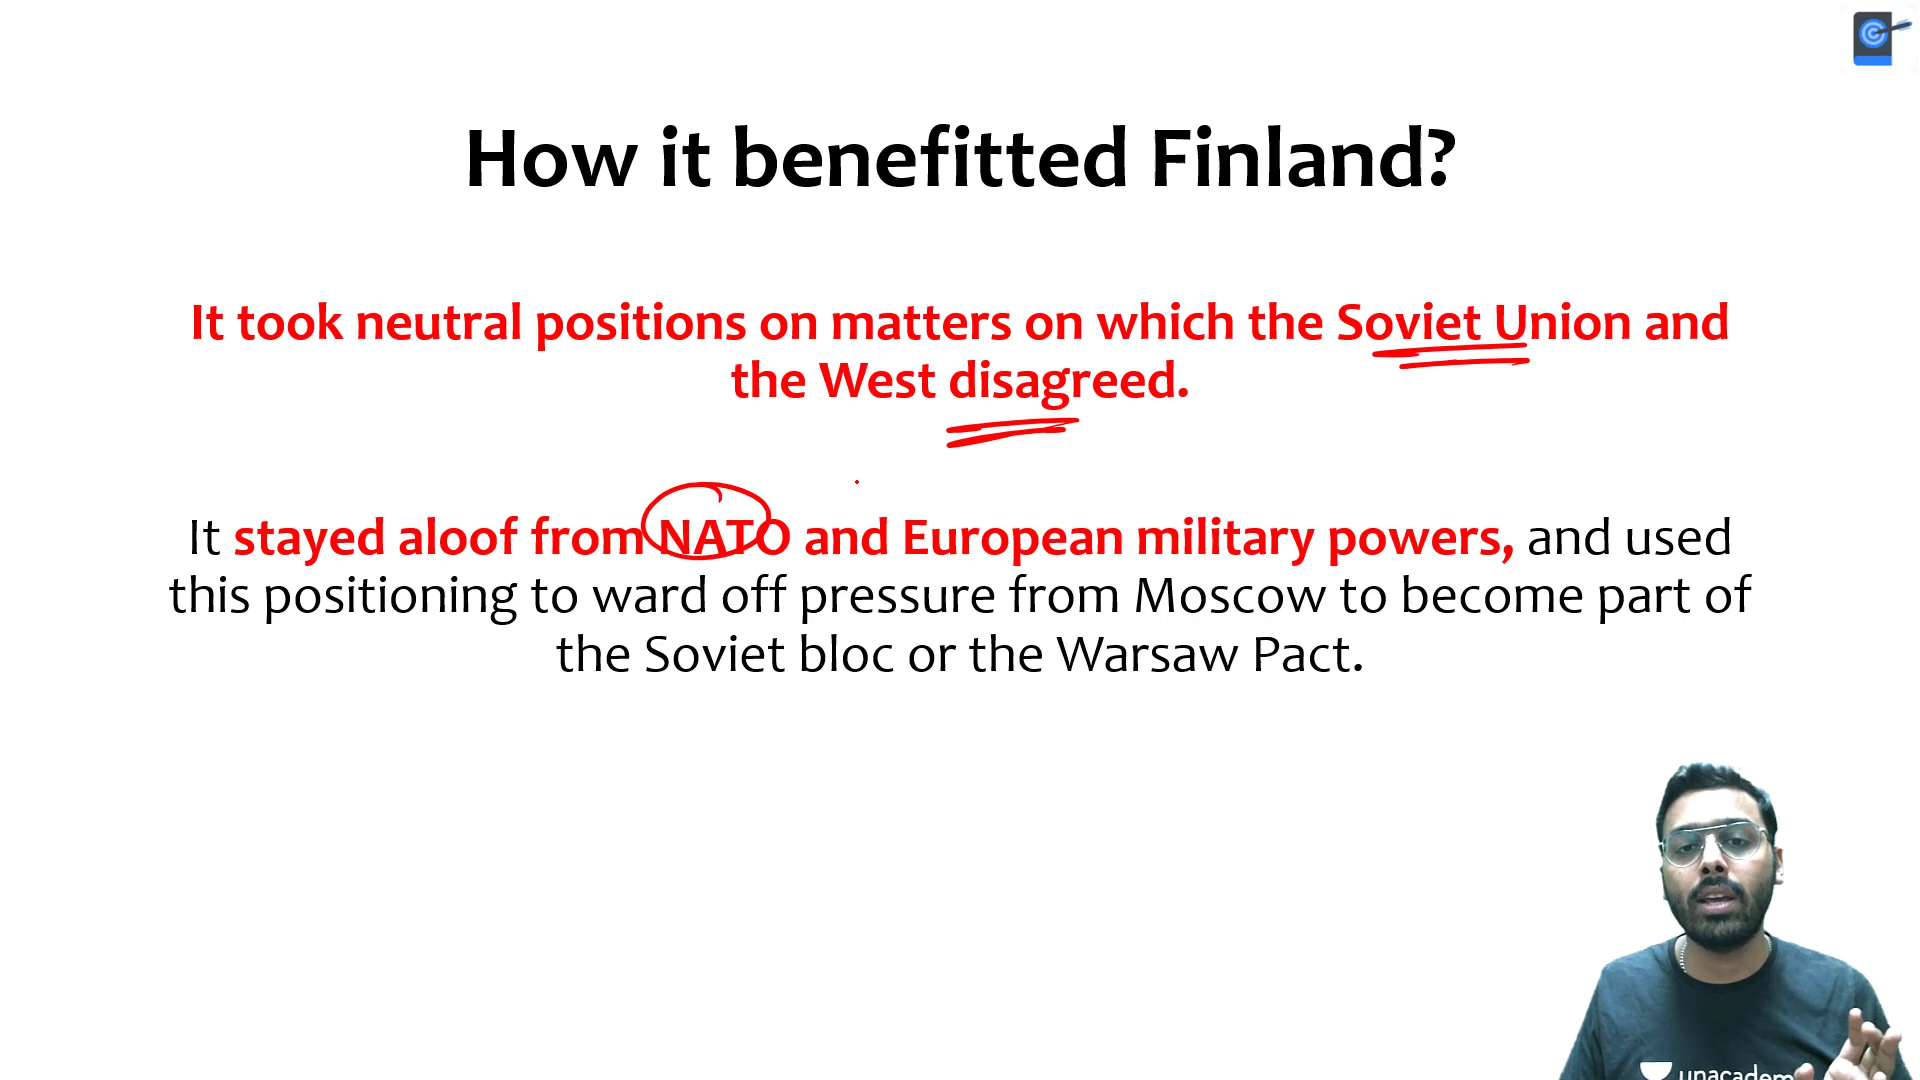 How it benefitted Finland?
It took neutral positions on matters on which the Soviet Union and
the West disagreed.
It stayed aloof from NATO and European military powers, and used
this positioning to ward off pressure from Moscow to become part of
the Soviet bloc or the Warsaw Pact.
unacadem